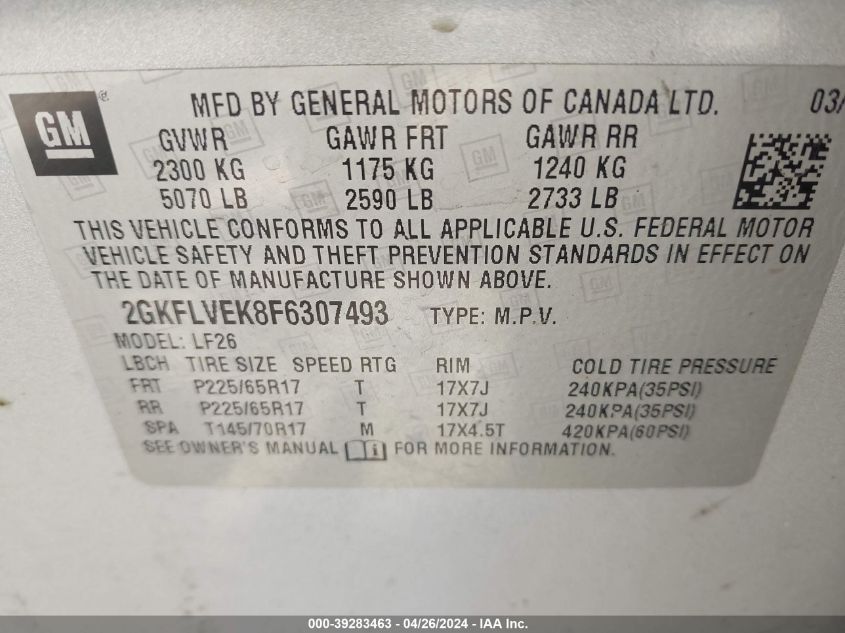 GM ®
MFD BY GENERAL MOTORS OF CANADA LTD. 03/
GVWR GAWR FRT GAWR RR
2300 KG 1175 KG 1240 KG
5070 LB 2590 LB 2733 LB
THIS VEHICLE CONFORMS TO ALL APPLICABLE U.S. FEDERAL MOTOR
VEHICLE SAFETY AND THEFT PREVENTION STANDARDS IN EFFECT ON
THE DATE OF MANUFACTURE SHOWN ABOVE.
2GKFLVEK8F6307493 TYPE: M.P.V.
MODEL: LF26
LBCH TIRE SIZE SPEED RTG RIM COLD TIRE PRESSURE
FRT P225/65R17 T 17X7J 240KPA(35PSI)
RR P225/65R17 T 17X7J 240KPA(35PSI)
SPA T145/70R17 M 17X4.5T 420KPA(60PSI)
SEE OWNER'S MANUAL i FOR MORE INFORMATION.
000-39283463 - 04/26/2024 - IAA Inc.